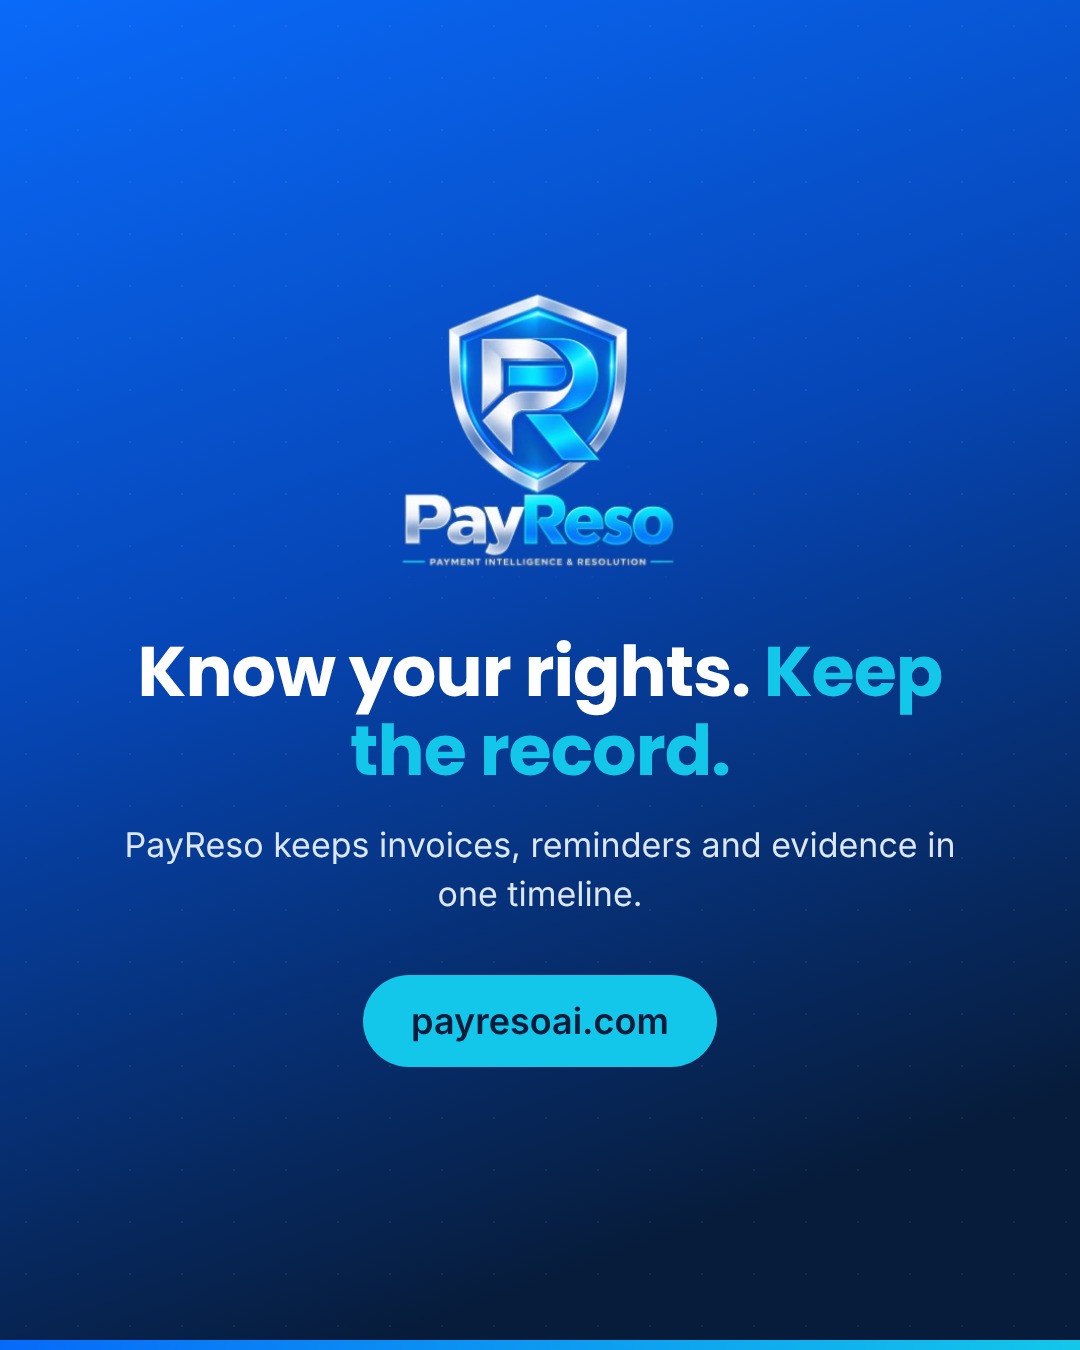 PayReso
PAYMENT INTELLIGENCE & RESOLUTION
Know your rights. Keep
the record.
PayReso keeps invoices, reminders and evidence in
one timeline.
payresoai.com